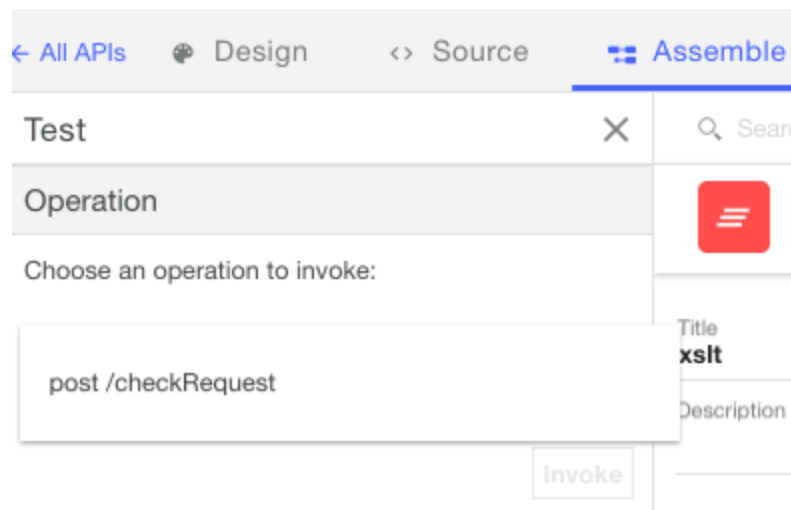 ← All APIs Design <> Source Assemble
Test
Operation
Choose an operation to invoke:
post /checkRequest
Invoke
Title
xslt
Description